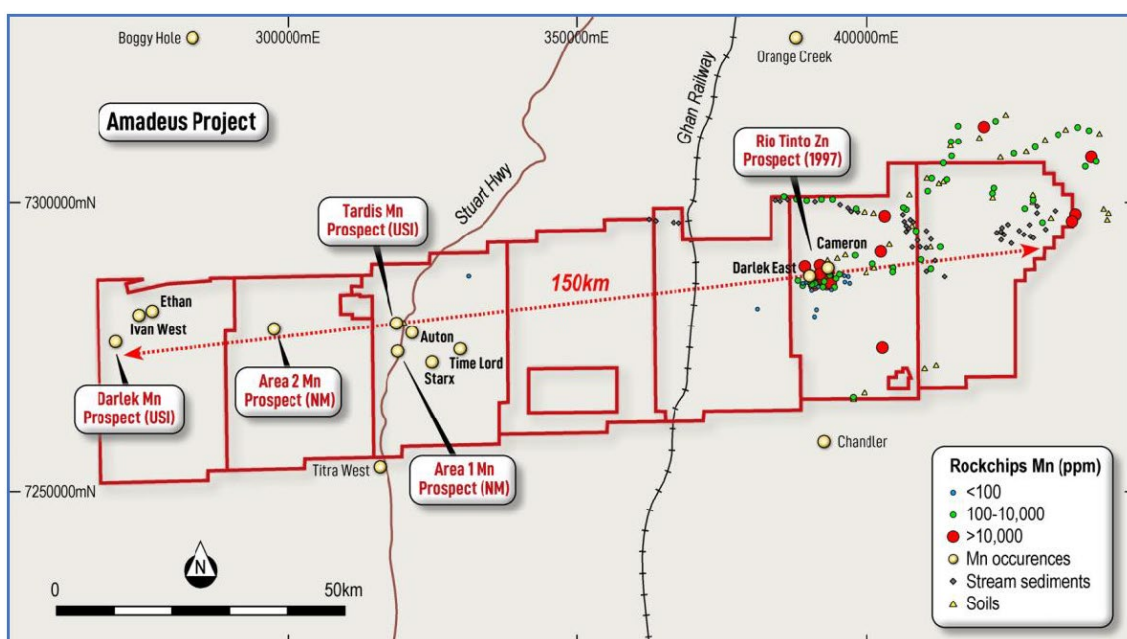 300000mE
350000mE
400000mE
Boggy Hole
Orange Creek
Amadeus Project
Stuart Hwy
Ghan Railway
Rio Tinto Zn
Prospect (1997)
7300000mN
Tardis Mn
Prospect (USI)
Cameron
Darlek East
150km
Ethan
Ivan West
Auton
Time Lord
Starx
Darlek Mn
Prospect (USI)
Area 2 Mn
Prospect (NM)
Area 1 Mn
Prospect (NM)
Titra West
Chandler
7250000mN
N
0
50km
Rockchips Mn (ppm)
<100
100-10,000
>10,000
Mn occurences
Stream sediments
Soils